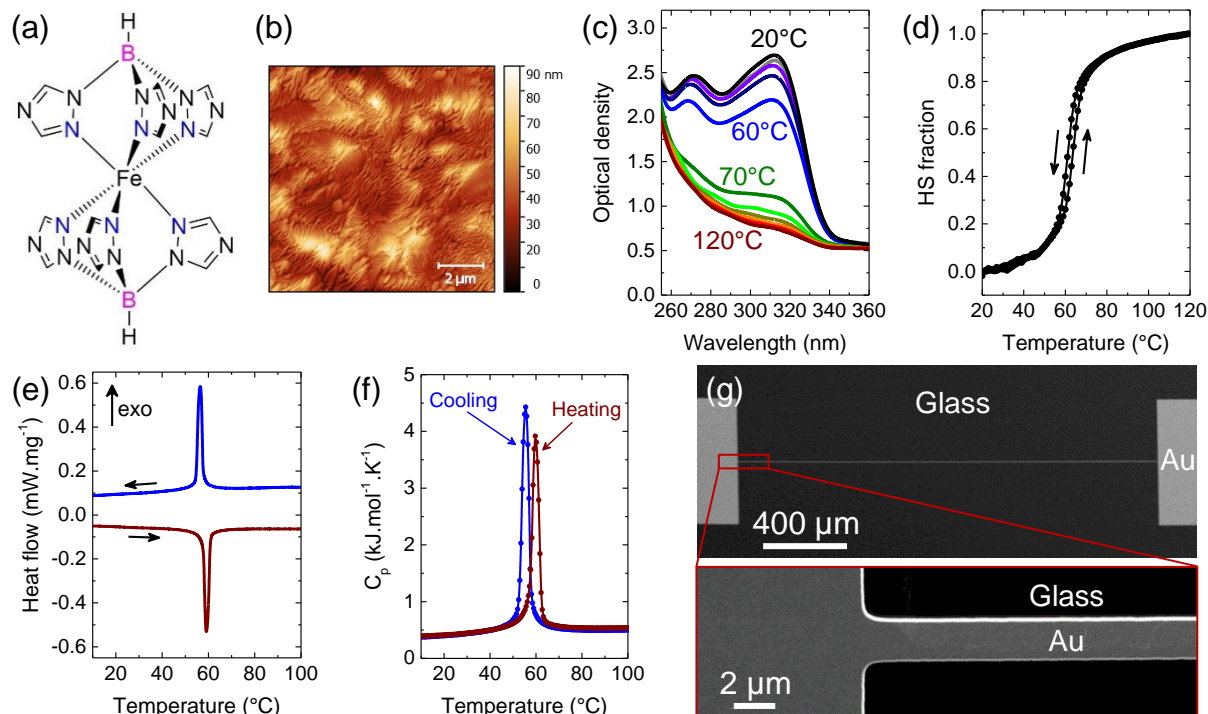 (a)
H
B
N N N
N N N
N N N
N
Fe
N
N N N
N N N
N N N
B
H
(b)
90 nm
80
70
60
50
40
30
20
10
0
2 µm
(c)
3.0
2.5
2.0
1.5
1.0
0.5
0.0
Optical density
20°C
60°C
70°C
120°C
260 280 300 320 340 360
Wavelength (nm)
(d)
1.0
0.8
0.6
0.4
0.2
0.0
HS fraction
20 40 60 80 100 120
Temperature (°C)
(e)
exo
0.6
0.4
0.2
0.0
-0.2
-0.4
-0.6
Heat flow (mW.mg⁻¹)
20 40 60 80 100
Temperature (°C)
(f)
5
4
3
2
1
0
Cₚ (kJ.mol⁻¹.K⁻¹)
Cooling
Heating
20 40 60 80 100
Temperature (°C)
(g)
Glass
Au
400 µm
Glass
Au
2 µm